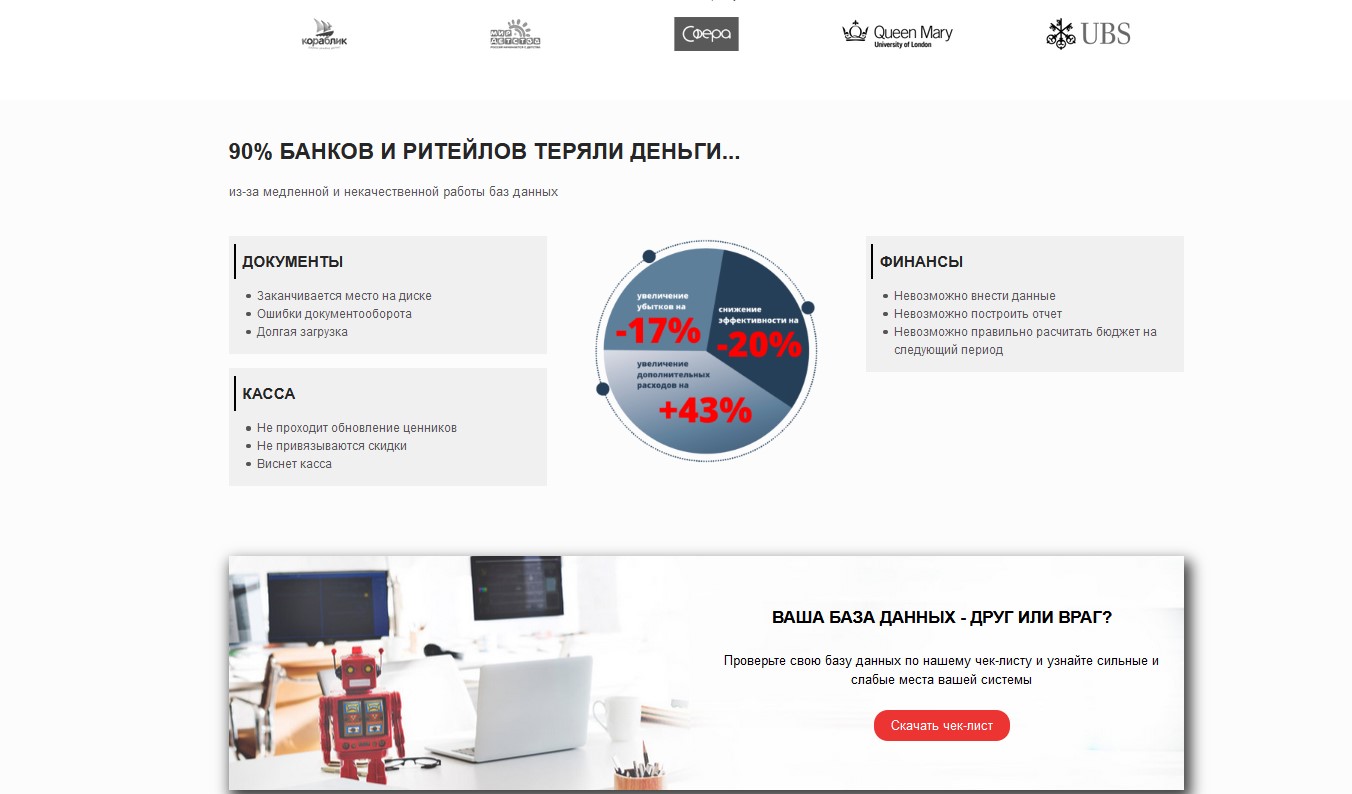 кораблик
МИР
ДЕТСТВА
Сфера
Queen Mary
University of London
UBS
90% БАНКОВ И РИТЕЙЛОВ ТЕРЯЛИ ДЕНЬГИ...
из-за медленной и некачественной работы баз данных
ДОКУМЕНТЫ
Заканчивается место на диске
Ошибки документооборота
Долгая загрузка
КАССА
Не проходит обновление ценников
Не привязываются скидки
Виснет касса
увеличение
убытков на
-17%
снижение
эффективности на
-20%
увеличение
дополнительных
расходов на
+43%
ФИНАНСЫ
Невозможно внести данные
Невозможно построить отчет
Невозможно правильно расчитать бюджет на
следующий период
ВАША БАЗА ДАННЫХ - ДРУГ ИЛИ ВРАГ?
Проверьте свою базу данных по нашему чек-листу и узнайте сильные и
слабые места вашей системы
Скачать чек-лист